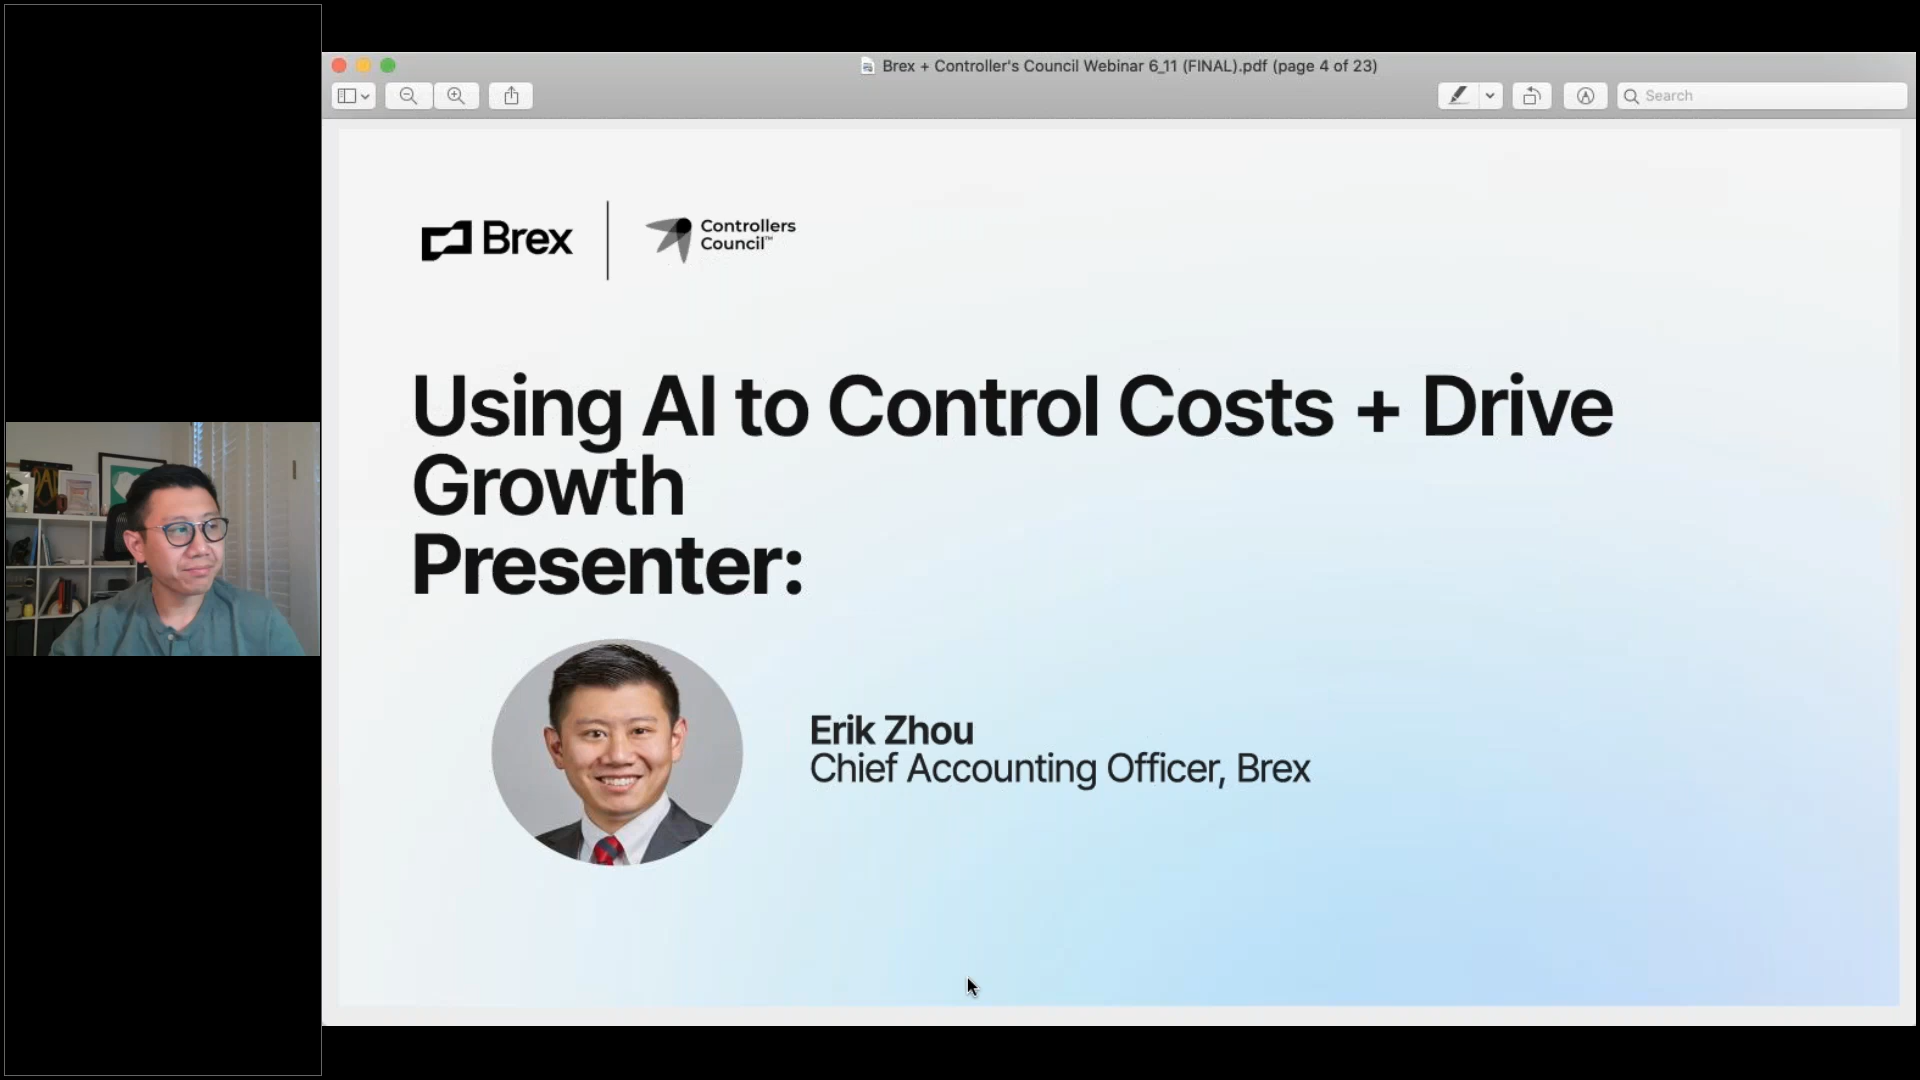 Brex + Controller's Council Webinar 6_11 (FINAL).pdf (page 4 of 23)
Search
Brex
Controllers
Council™
Using AI to Control Costs + Drive
Growth
Presenter:
Erik Zhou
Chief Accounting Officer, Brex